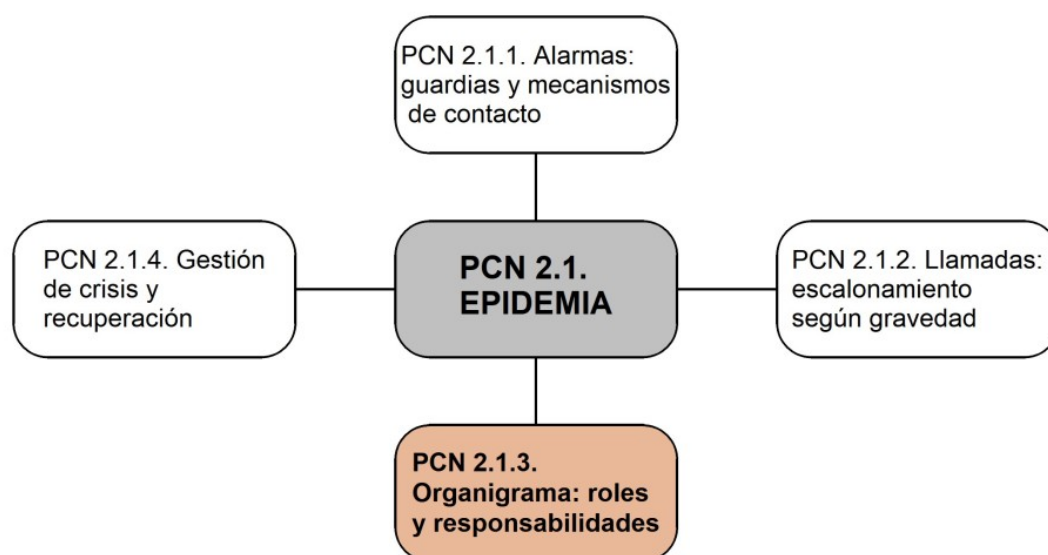 PCN 2.1.1. Alarmas:
guardias y mecanismos
de contacto
PCN 2.1.4. Gestión
de crisis y
recuperación
PCN 2.1.
EPIDEMIA
PCN 2.1.2. Llamadas:
escalonamiento
según gravedad
PCN 2.1.3.
Organigrama: roles
y responsabilidades